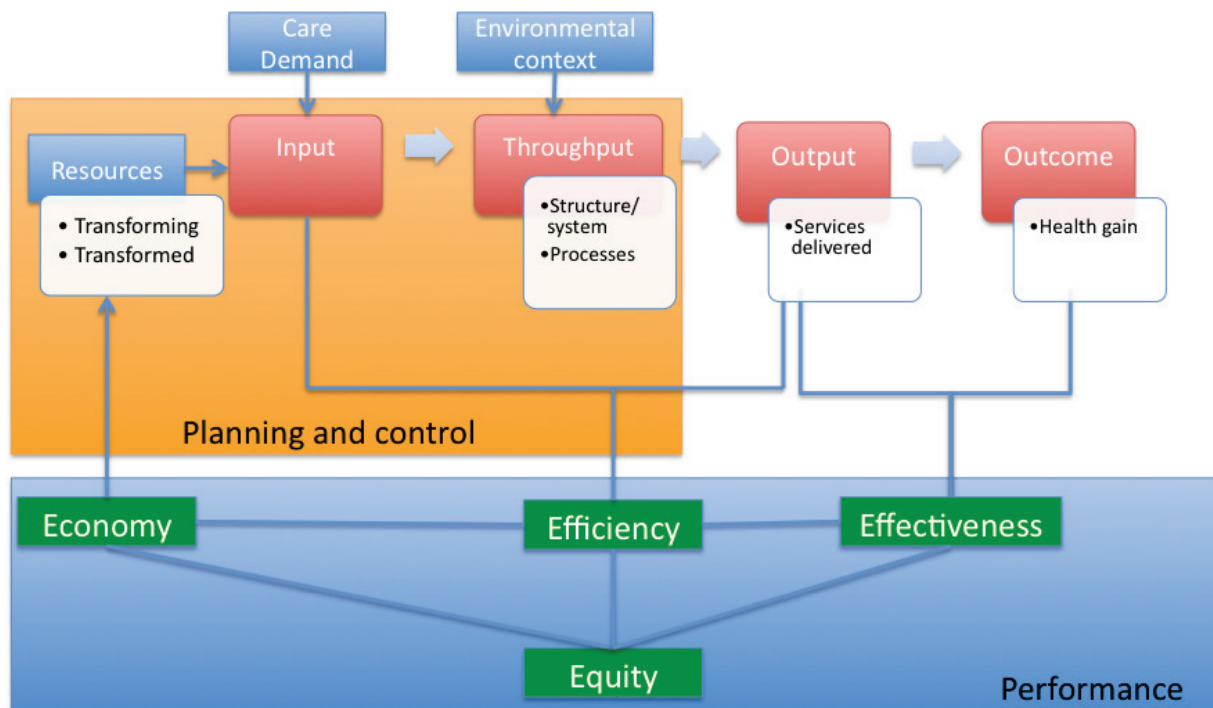 Care
Demand
Environmental
context
Resources
• Transforming
• Transformed
Input
Throughput
•Structure/
system
•Processes
Output
•Services
delivered
Outcome
•Health gain
Planning and control
Economy
Efficiency
Effectiveness
Equity
Performance